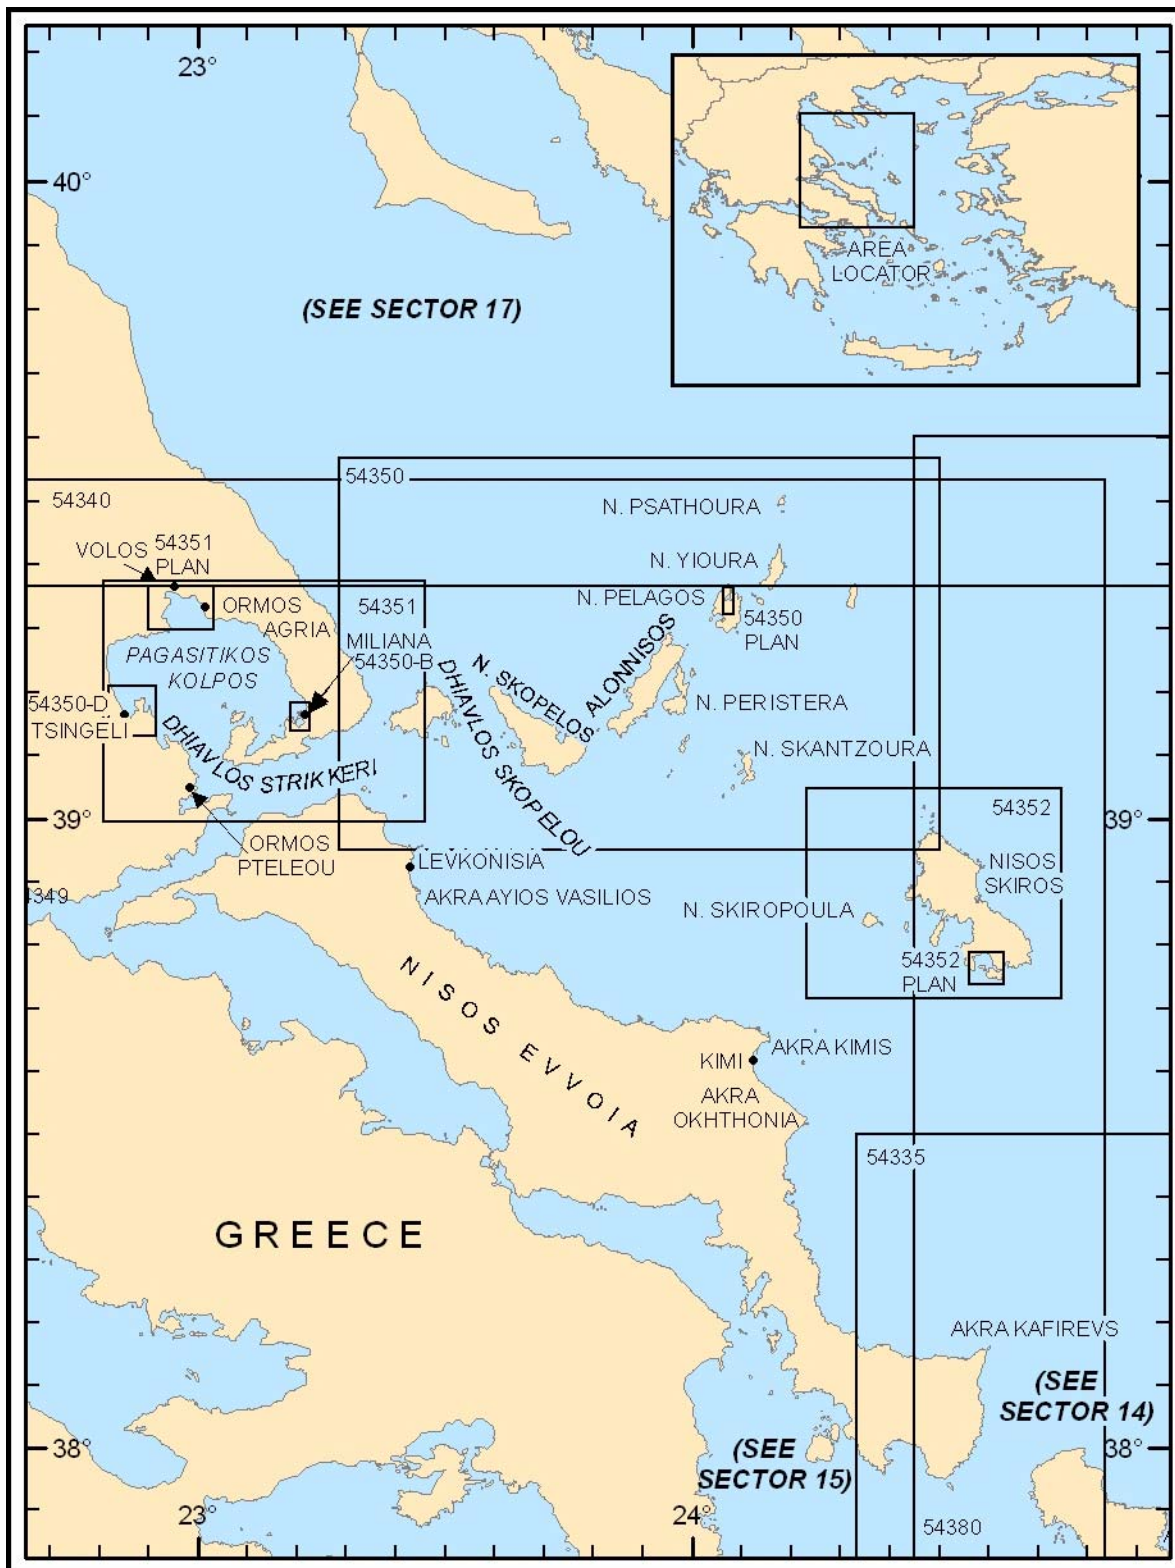 23°
40°
AREA
LOCATOR
(SEE SECTOR 17)
54350
54340
N. PSATHOURA
VOLOS
54351
PLAN
N. YIOURA
N. PELAGOS
54350
PLAN
ORMOS
AGRIA
54351
MILIANA
54350-B
PAGASITIKOS
KOLPOS
N. SKOPELOS
ALONNISOS
N. PERISTERA
54350-D
TSINGELI
DHIAVLOS STRIKKERI
DHIAVLOS SKOPELOU
N. SKANTZOURA
54352
39°
39°
ORMOS
PTELEOU
LEVKONISIA
NISOS
SKIROS
AKRA AYIOS VASILIOS
4349
N. SKIROPOULA
54352
PLAN
NISOS EVVOIA
KIMI
AKRA KIMIS
AKRA
OKHTHONIA
54335
GREECE
AKRA KAFIREVS
(SEE
SECTOR 14)
(SEE
SECTOR 15)
38°
38°
23°
24°
54380